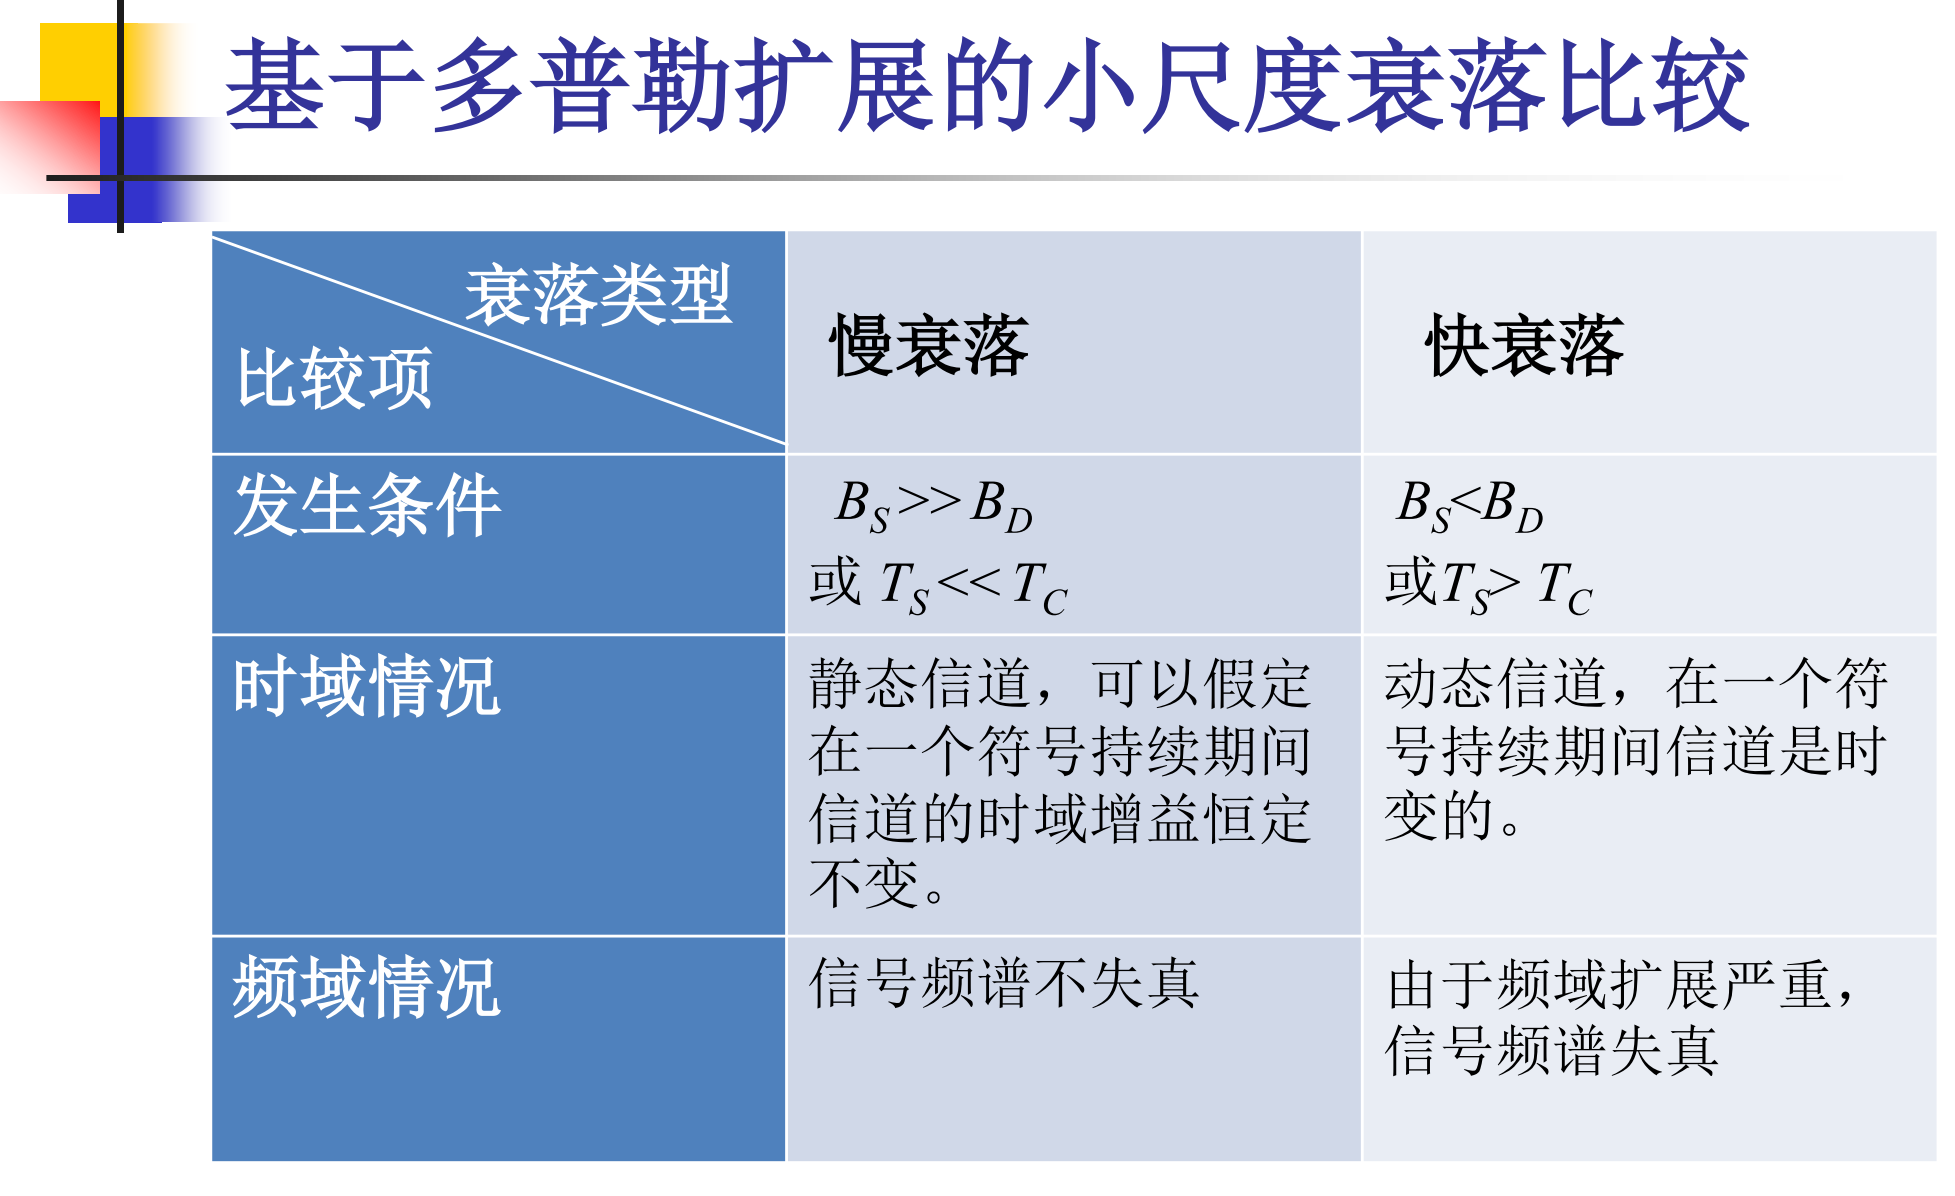 基于多普勒扩展的小尺度衰落比较
衰落类型
比较项
慢衰落
快衰落
发生条件
B_S >> B_D
或 T_S << T_C
B_S<B_D
或T_S> T_C
时域情况
静态信道，可以假定
在一个符号持续期间
信道的时域增益恒定
不变。
动态信道，在一个符
号持续期间信道是时
变的。
频域情况
信号频谱不失真
由于频域扩展严重，
信号频谱失真